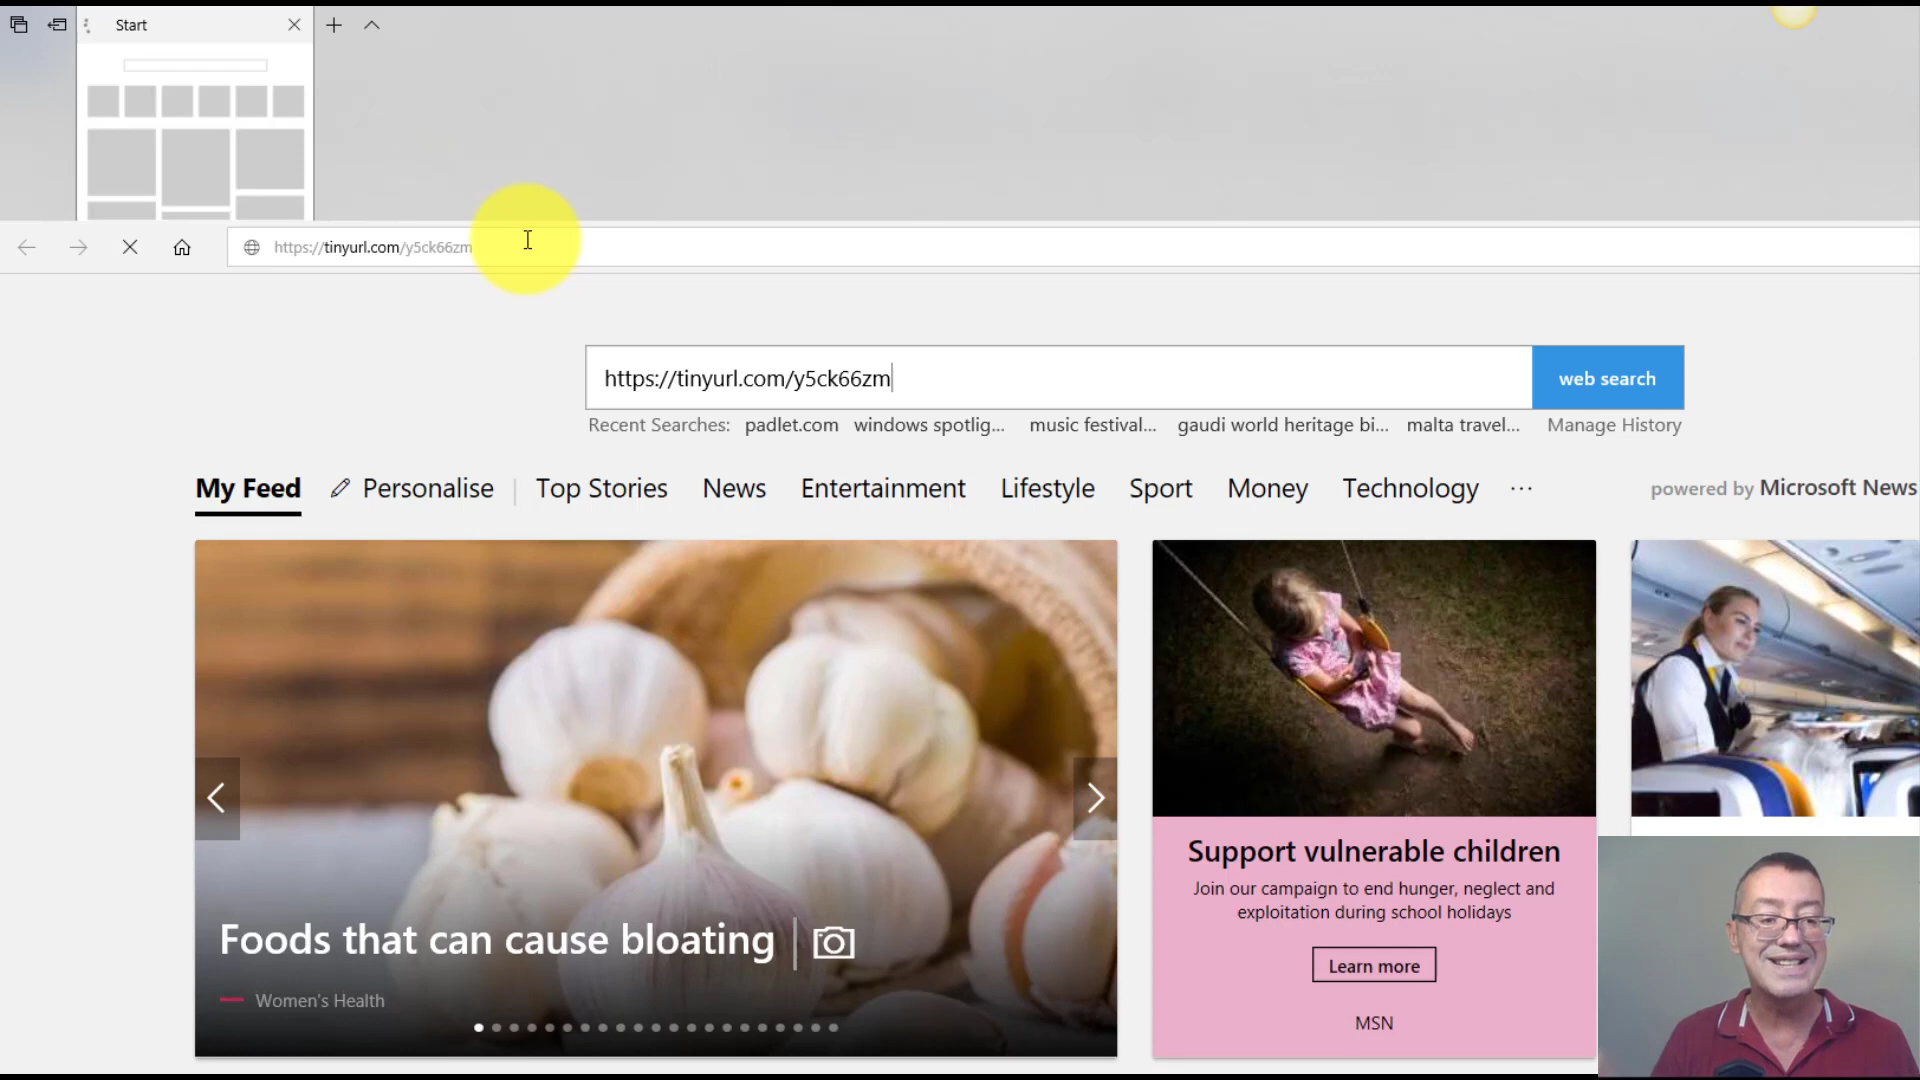 Start
https://tinyurl.com/y5ck66zm
https://tinyurl.com/y5ck66zm
web search
Recent Searches: padlet.com windows spotlig... music festival... gaudi world heritage bi... malta travel... Manage History
My Feed Personalise Top Stories News Entertainment Lifestyle Sport Money Technology ... powered by Microsoft News
Foods that can cause bloating
Women's Health
Support vulnerable children
Join our campaign to end hunger, neglect and
exploitation during school holidays
Learn more
MSN